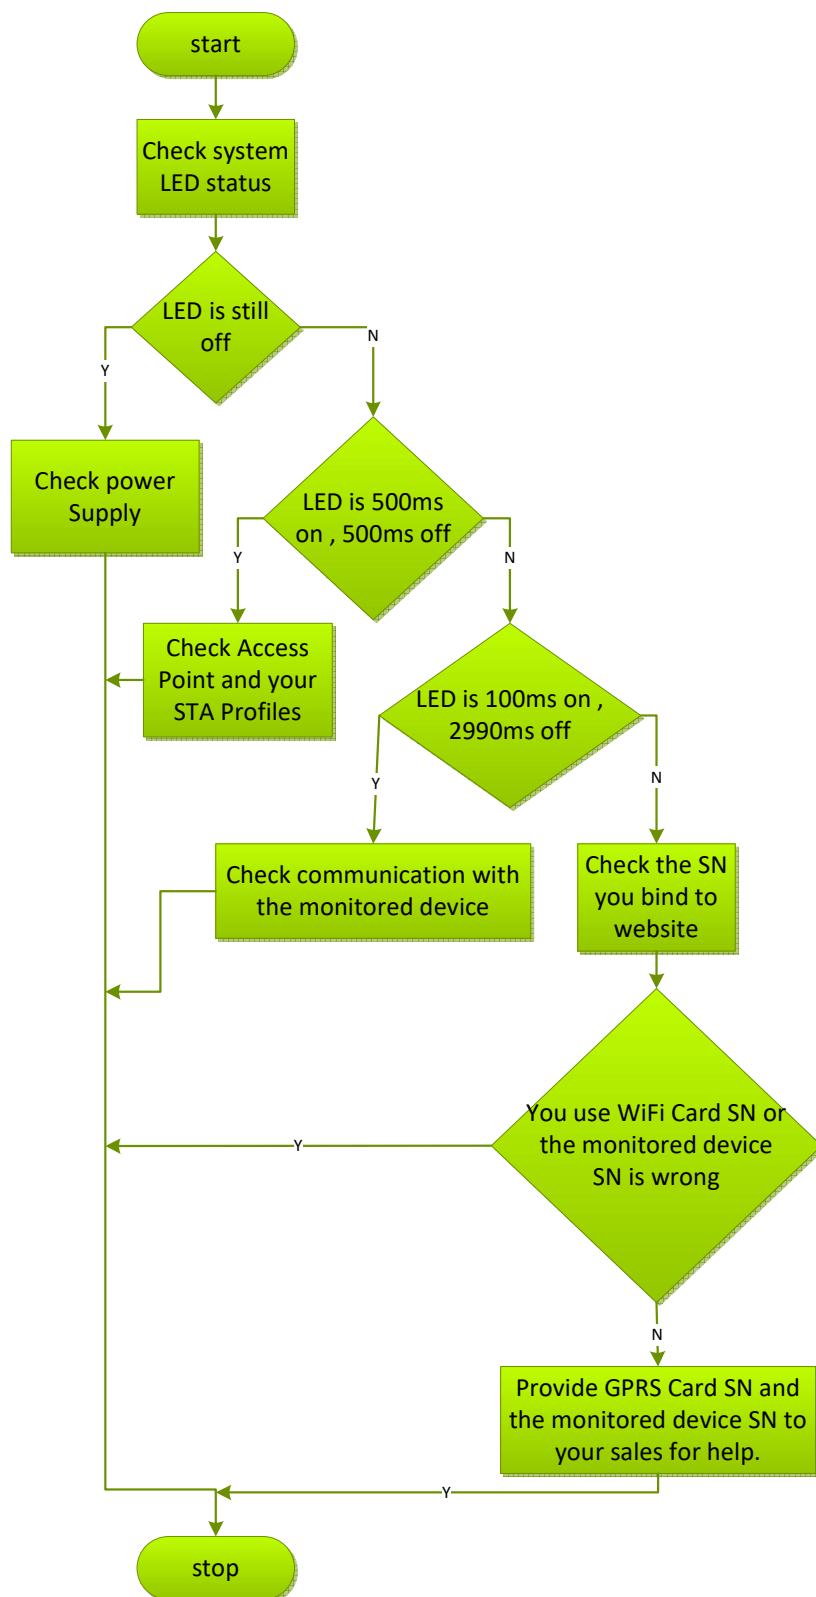 start
Check system
LED status
LED is still
off
N
Y
Check power
Supply
LED is 500ms
on , 500ms off
Y
N
Check Access
Point and your
STA Profiles
LED is 100ms on ,
2990ms off
Y
N
Check communication with
the monitored device
Check the SN
you bind to
website
You use WiFi Card SN or
the monitored device
SN is wrong
Y
N
Provide GPRS Card SN and
the monitored device SN to
your sales for help.
Y
stop